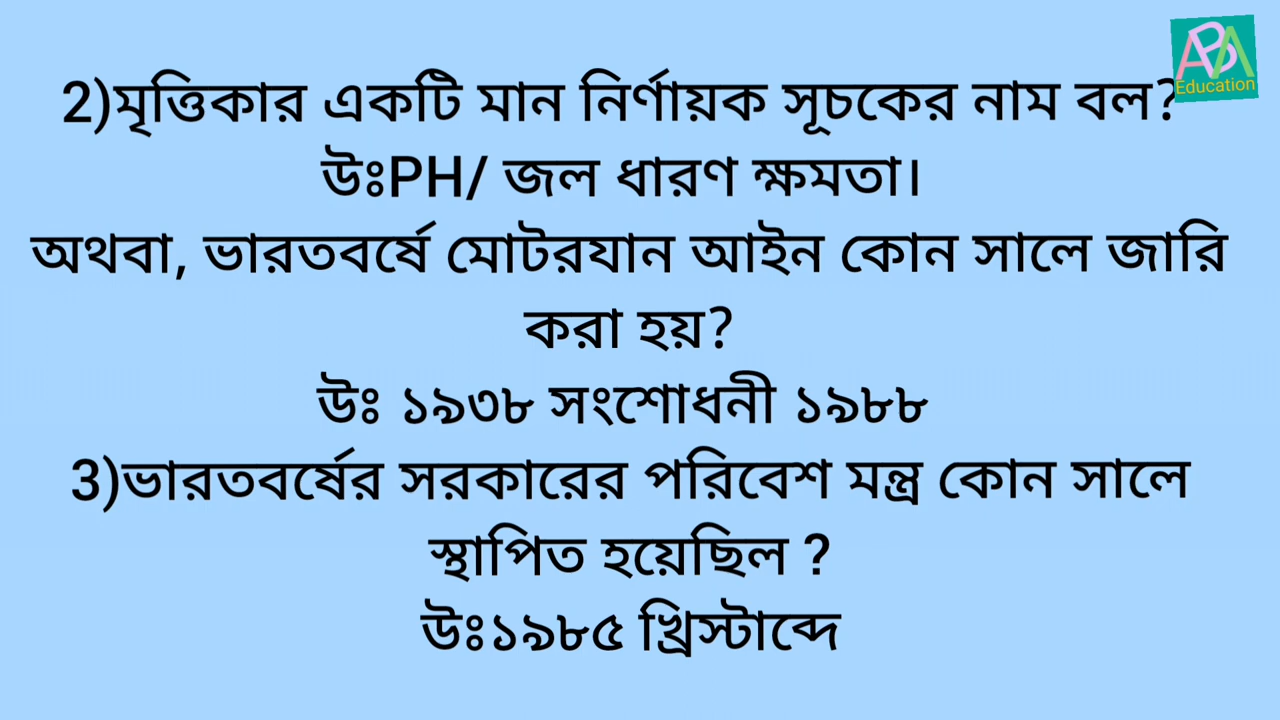 2)মৃত্তিকার একটি মান নির্ণায়ক সূচকের নাম বল?
উঃPH/ জল ধারণ ক্ষমতা।
অথবা, ভারতবর্ষে মোটরযান আইন কোন সালে জারি
করা হয়?
উঃ ১৯৩৮ সংশোধনী ১৯৮৮
3)ভারতবর্ষের সরকারের পরিবেশ মন্ত্র কোন সালে
স্থাপিত হয়েছিল ?
উঃ১৯৮৫ খ্রিস্টাব্দে
ABA
Education